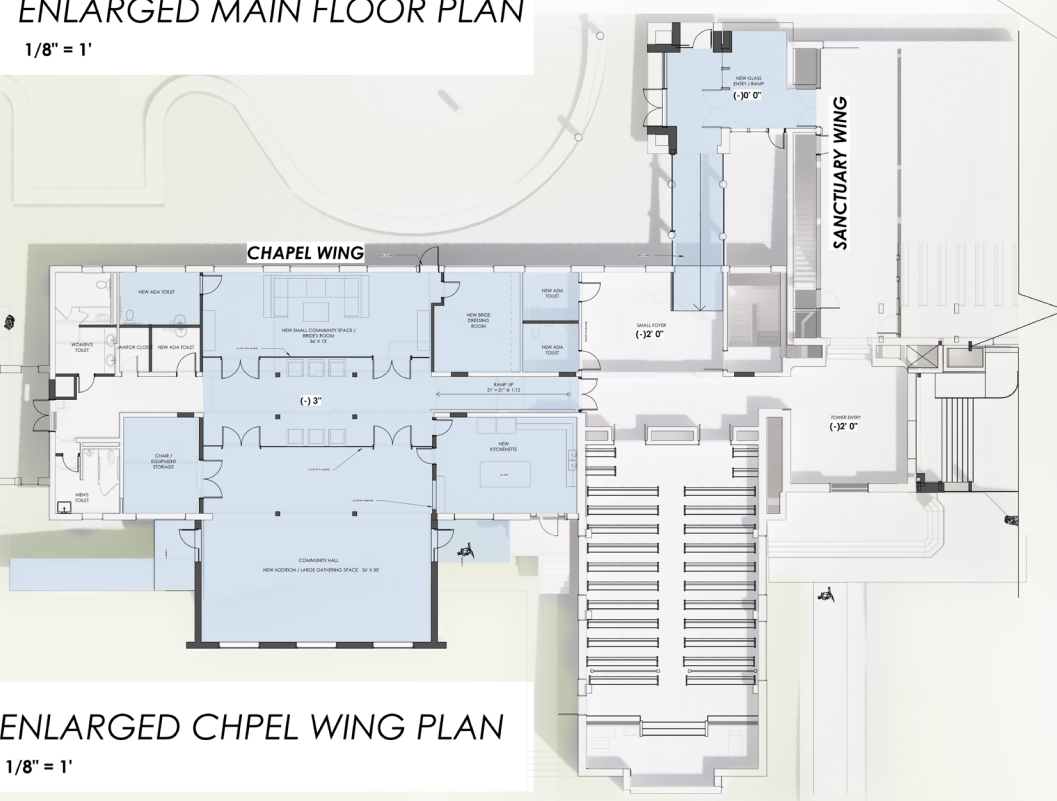 ENLARGED MAIN FLOOR PLAN
1/8" = 1'
NEW GLASS
ENTRY / RAMP
(-)0' 0"
SANCTUARY WING
CHAPEL WING
NEW ADA TOILET
WOMEN'S
TOILET
JANITOR CLOSET
NEW ADA TOILET
NEW SMALL COMMUNITY SPACE /
BRIDE'S ROOM
36' X 13'
NEW BRIDE
DRESSING
ROOM
NEW ADA
TOILET
NEW ADA
TOILET
SMALL FOYER
(-)2' 0"
(-) 3"
RAMP UP
21' = 21" @ 1:12
TOWER ENTRY
(-)2' 0"
CHAIR /
EQUIPMENT
STORAGE
NEW
KITCHENETTE
MEN'S
TOILET
COMMUNITY HALL
NEW ADDITION / LARGE GATHERING SPACE 36' X 30'
ENLARGED CHPEL WING PLAN
1/8" = 1'